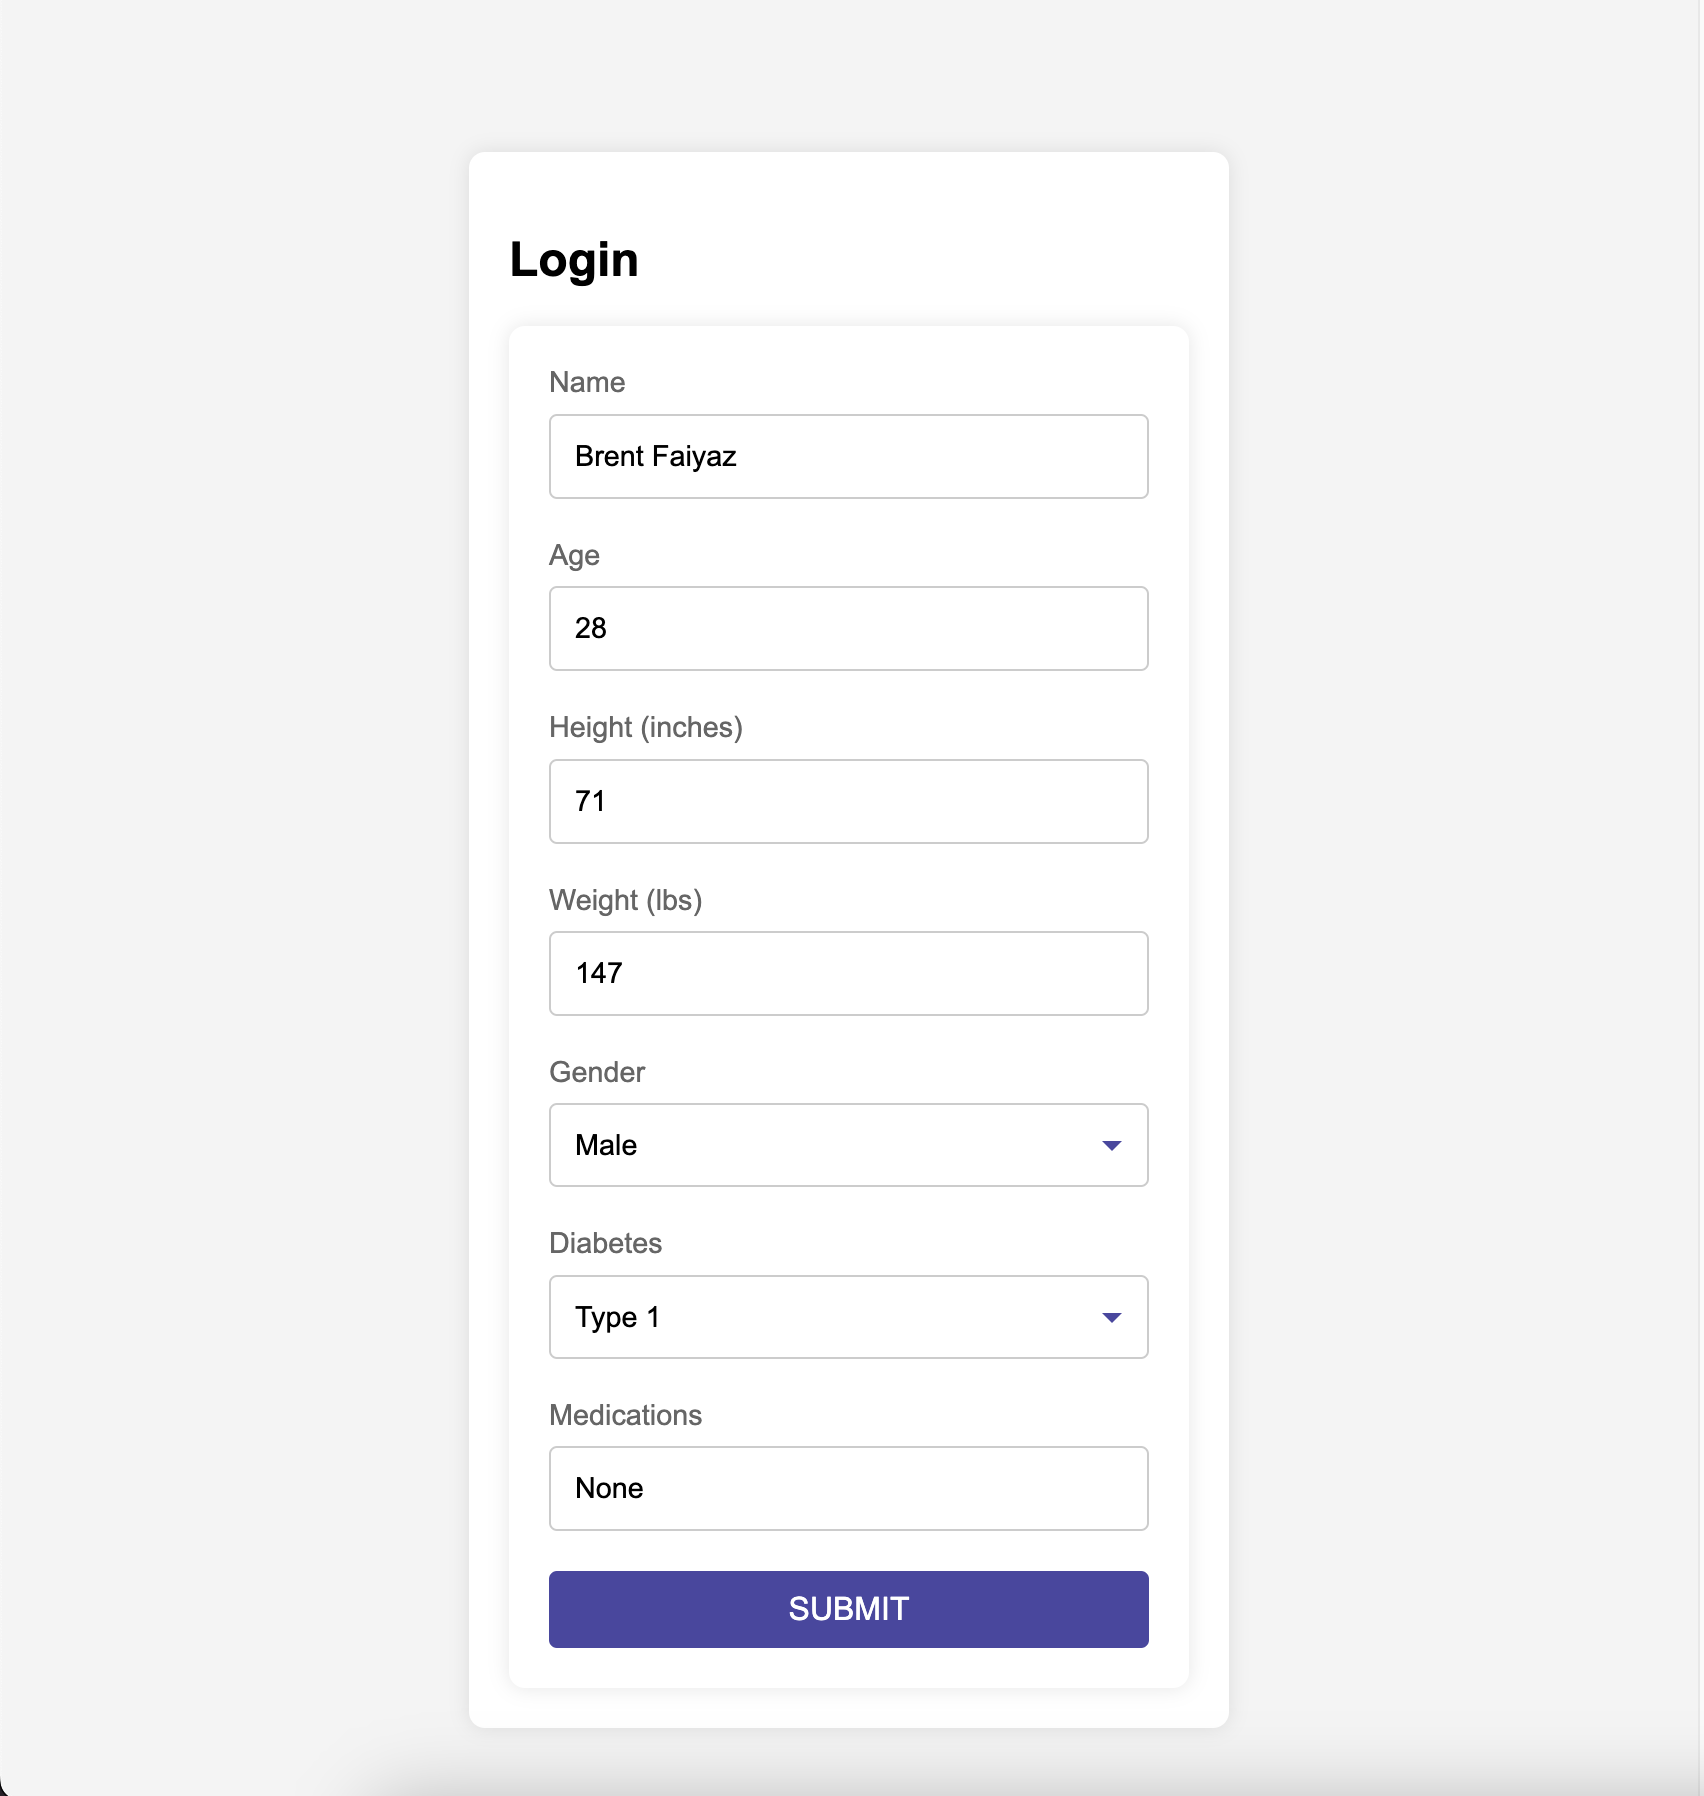 Login
Name
Brent Faiyaz
Age
28
Height (inches)
71
Weight (lbs)
147
Gender
Male
Diabetes
Type 1
Medications
None
SUBMIT